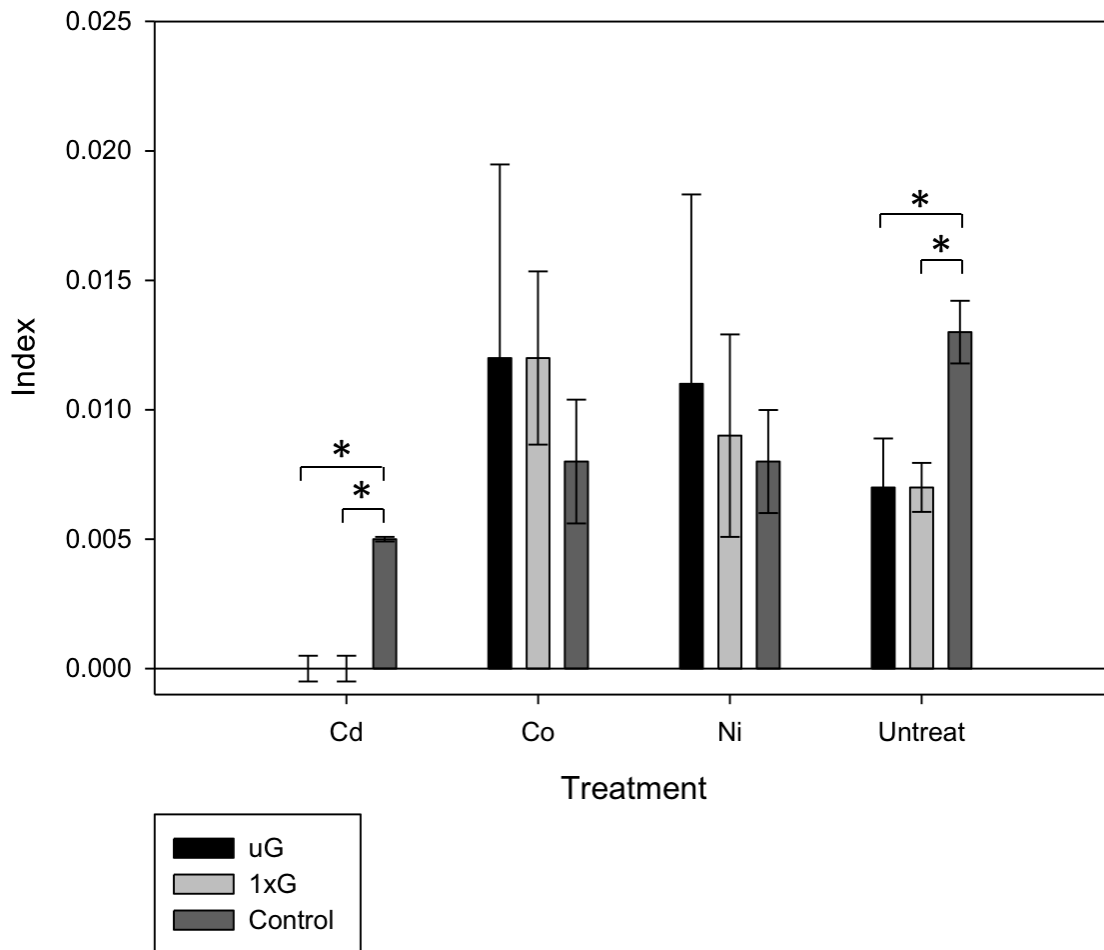 0.025
0.020
0.015
0.010
0.005
0.000
Index
*
*
*
*
Cd Co Ni Untreat
Treatment
uG
1xG
Control